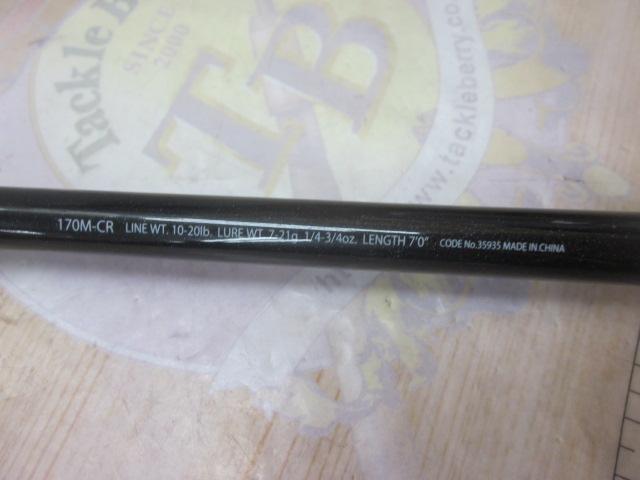 Tackle B
SINCE
2000
TB
www.tackleberry.co.
170M-CR LINE WT. 10-20lb. LURE WT. 7-21g 1/4-3/4oz. LENGTH 7'0" CODE No.35935 MADE IN CHINA